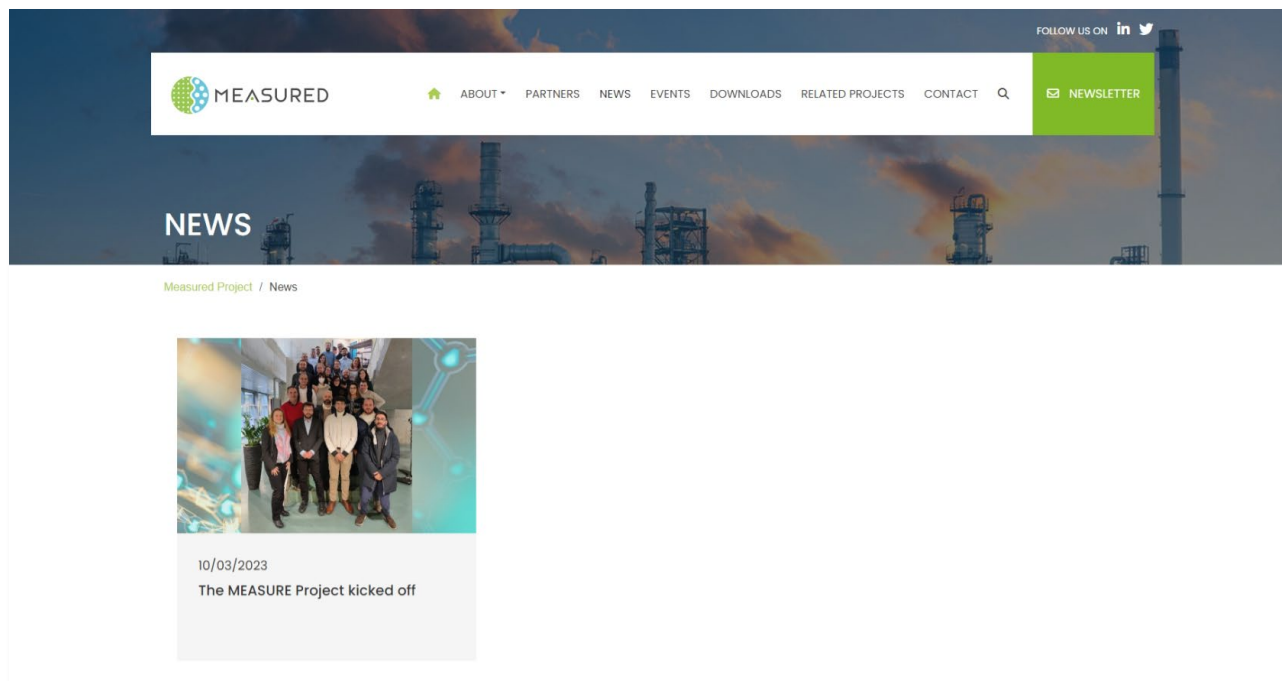 FOLLOW US ON in
MEASURED
ABOUT PARTNERS NEWS EVENTS DOWNLOADS RELATED PROJECTS CONTACT NEWSLETTER
NEWS
Measured Project / News
10/03/2023
The MEASURE Project kicked off